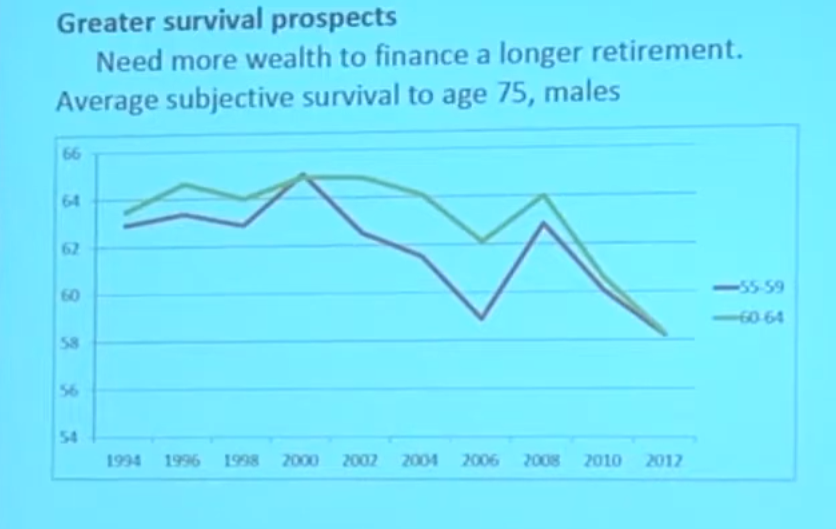 Greater survival prospects
Need more wealth to finance a longer retirement.
Average subjective survival to age 75, males
66
64
62
60
58
56
54
1994 1996 1998 2000 2002 2004 2006 2008 2010 2012
55-59
60-64